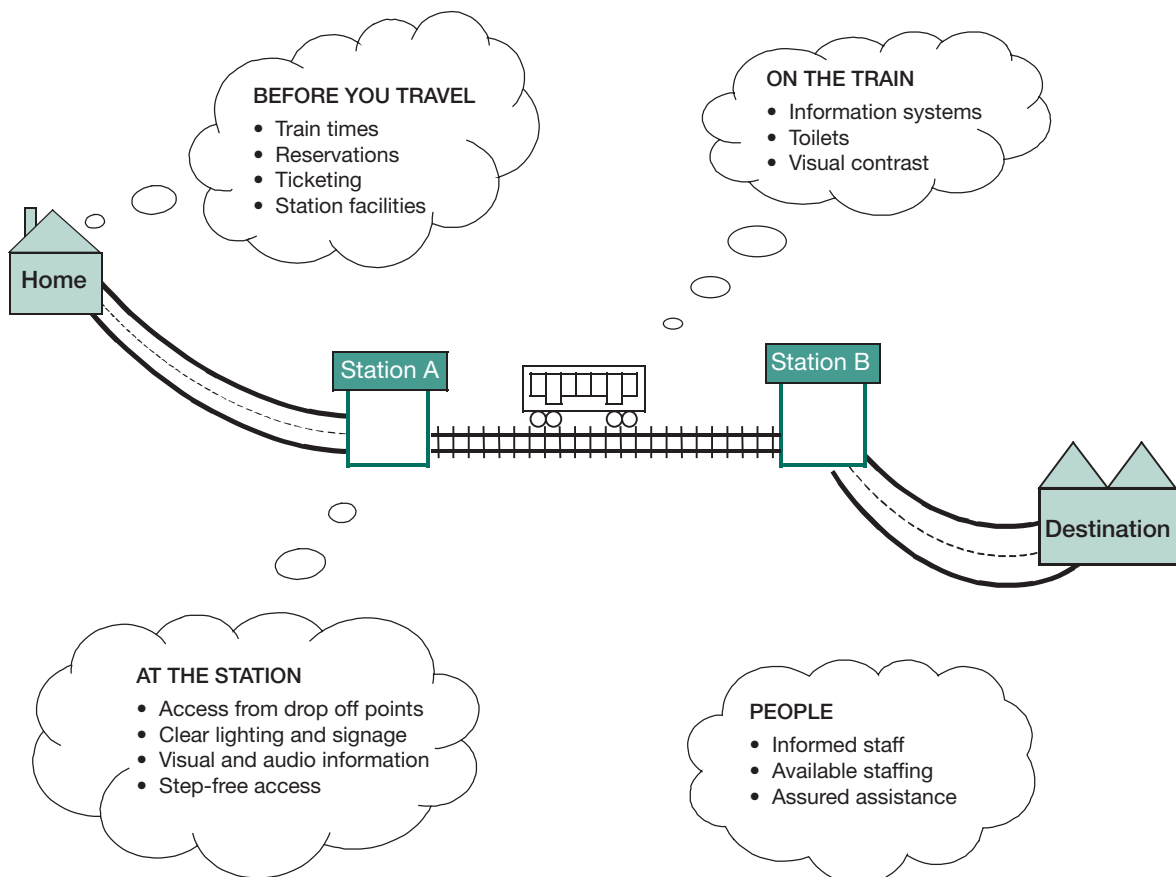 BEFORE YOU TRAVEL
• Train times
• Reservations
• Ticketing
• Station facilities
ON THE TRAIN
• Information systems
• Toilets
• Visual contrast
Home
Station A
Station B
Destination
AT THE STATION
• Access from drop off points
• Clear lighting and signage
• Visual and audio information
• Step-free access
PEOPLE
• Informed staff
• Available staffing
• Assured assistance